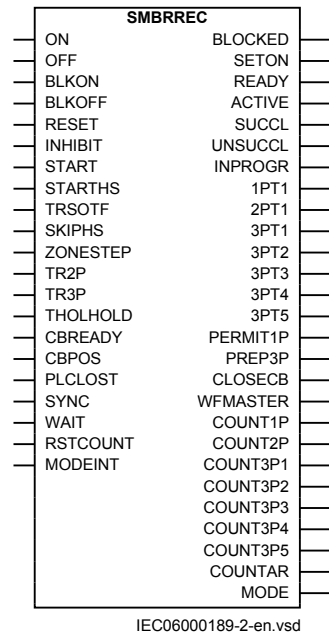 SMBRREC
ON BLOCKED
OFF SETON
BLKON READY
BLKOFF ACTIVE
RESET SUCCL
INHIBIT UNSUCCL
START INPROGR
STARTHS 1PT1
TRSOTF 2PT1
SKIPHS 3PT1
ZONESTEP 3PT2
TR2P 3PT3
TR3P 3PT4
THOLHOLD 3PT5
CBREADY PERMIT1P
CBPOS PREP3P
PLCLOST CLOSECB
SYNC WFMASTER
WAIT COUNT1P
RSTCOUNT COUNT2P
MODEINT COUNT3P1
COUNT3P2
COUNT3P3
COUNT3P4
COUNT3P5
COUNTAR
MODE
IEC06000189-2-en.vsd